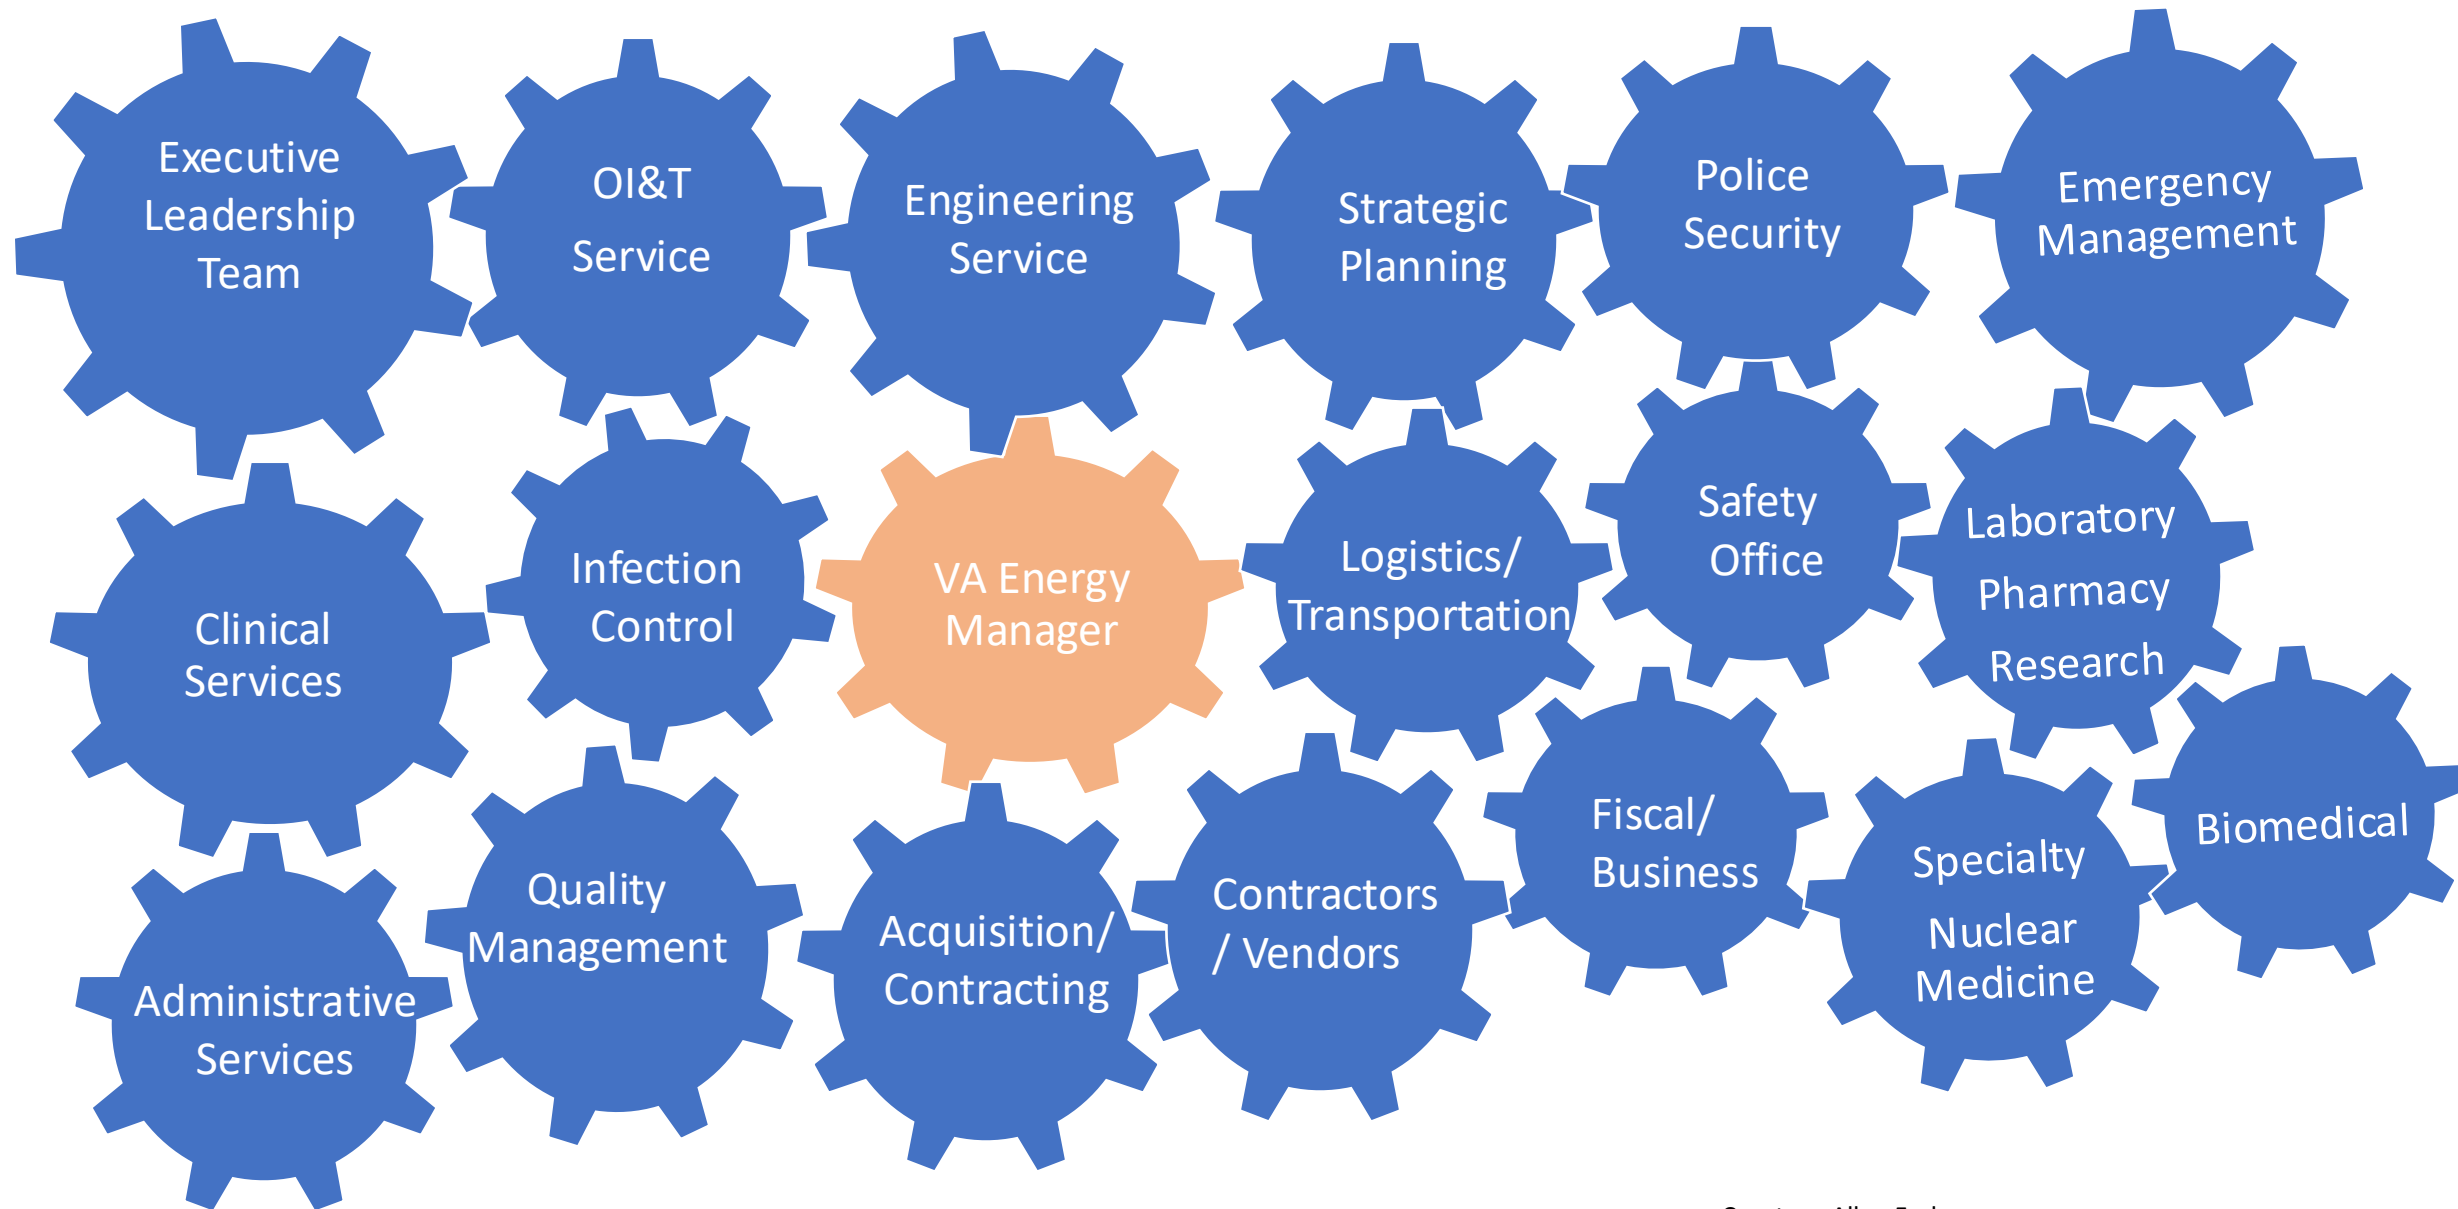 Executive
Leadership
Team
OI&T
Service
Engineering
Service
Strategic
Planning
Police
Security
Emergency
Management
Clinical
Services
Infection
Control
VA Energy
Manager
Logistics/
Transportation
Safety
Office
Laboratory
Pharmacy
Research
Administrative
Services
Quality
Management
Acquisition/
Contracting
Contractors
/ Vendors
Fiscal/
Business
Specialty
Nuclear
Medicine
Biomedical